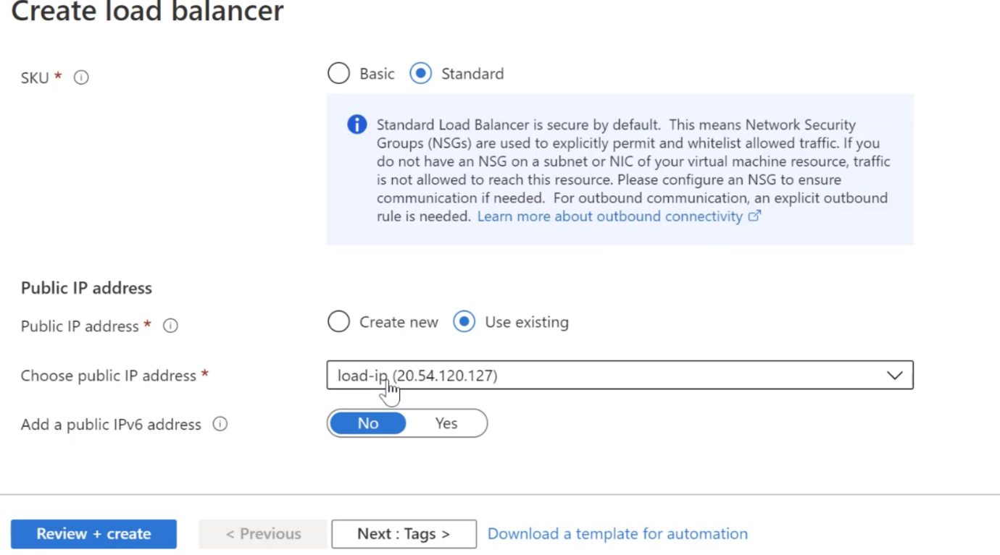 Create load balancer
SKU *
Basic Standard
Standard Load Balancer is secure by default.  This means Network Security
Groups (NSGs) are used to explicitly permit and whitelist allowed traffic. If you
do not have an NSG on a subnet or NIC of your virtual machine resource, traffic
is not allowed to reach this resource. Please configure an NSG to ensure
communication if needed.  For outbound communication, an explicit outbound
rule is needed.  Learn more about outbound connectivity
Public IP address
Public IP address *
Create new Use existing
Choose public IP address *
load-ip (20.54.120.127)
Add a public IPv6 address
No Yes
Review + create
< Previous
Next : Tags >
Download a template for automation